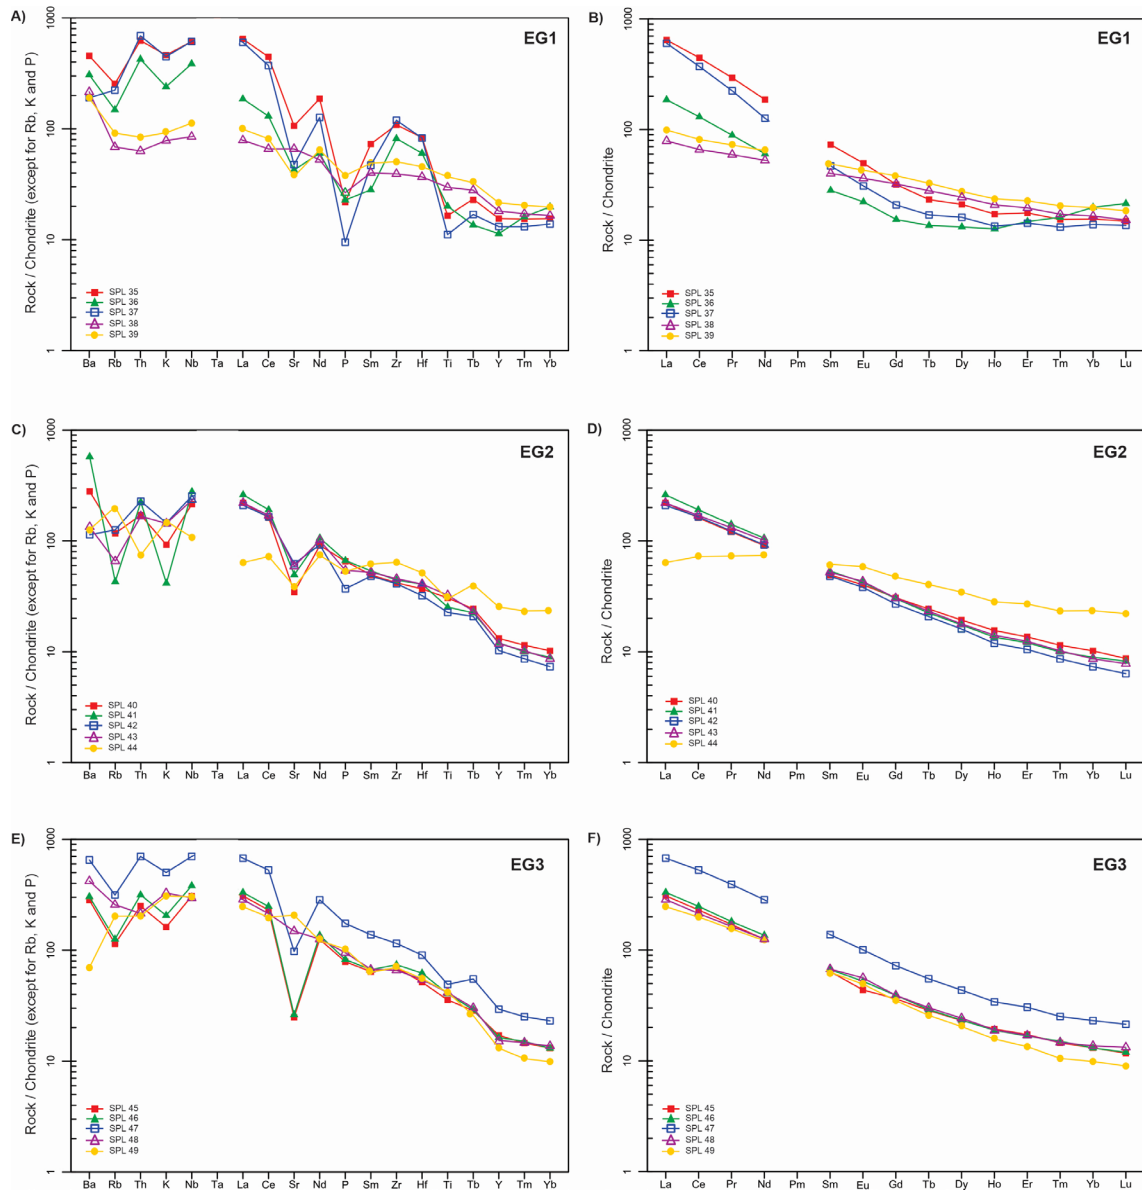 A)
EG1
Rock / Chondrite (except for Rb, K and P)
1000
100
10
1
SPL 35
SPL 36
SPL 37
SPL 38
SPL 39
Ba Rb Th K Nb Ta La Ce Sr Nd P Sm Zr Hf Ti Tb Y Tm Yb
B)
EG1
Rock / Chondrite
1000
100
10
1
SPL 35
SPL 36
SPL 37
SPL 38
SPL 39
La Ce Pr Nd Pm Sm Eu Gd Tb Dy Ho Er Tm Yb Lu
C)
EG2
Rock / Chondrite (except for Rb, K and P)
1000
100
10
1
SPL 40
SPL 41
SPL 42
SPL 43
SPL 44
Ba Rb Th K Nb Ta La Ce Sr Nd P Sm Zr Hf Ti Tb Y Tm Yb
D)
EG2
Rock / Chondrite
1000
100
10
1
SPL 40
SPL 41
SPL 42
SPL 43
SPL 44
La Ce Pr Nd Pm Sm Eu Gd Tb Dy Ho Er Tm Yb Lu
E)
EG3
Rock / Chondrite (except for Rb, K and P)
1000
100
10
1
SPL 45
SPL 46
SPL 47
SPL 48
SPL 49
Ba Rb Th K Nb Ta La Ce Sr Nd P Sm Zr Hf Ti Tb Y Tm Yb
F)
EG3
Rock / Chondrite
1000
100
10
1
SPL 45
SPL 46
SPL 47
SPL 48
SPL 49
La Ce Pr Nd Pm Sm Eu Gd Tb Dy Ho Er Tm Yb Lu